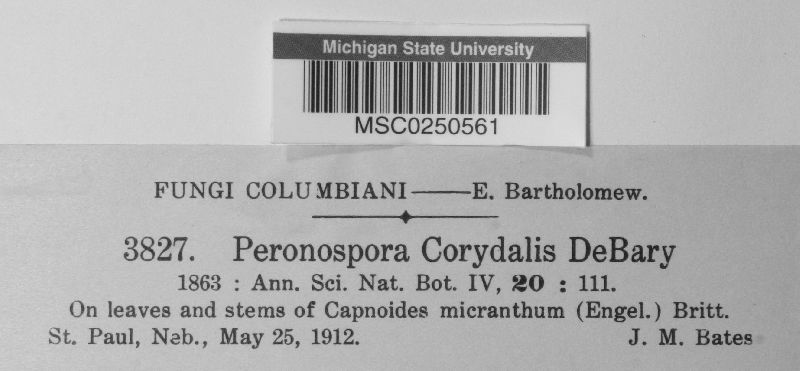 Michigan State University
MSC0250561
FUNGI COLUMBIANI——E. Bartholomew.
3827. Peronospora Corydalis DeBary
1863 : Ann. Sci. Nat. Bot. IV, 20 : 111.
On leaves and stems of Capnoides micranthum (Engel.) Britt.
St. Paul, Neb., May 25, 1912. J. M. Bates